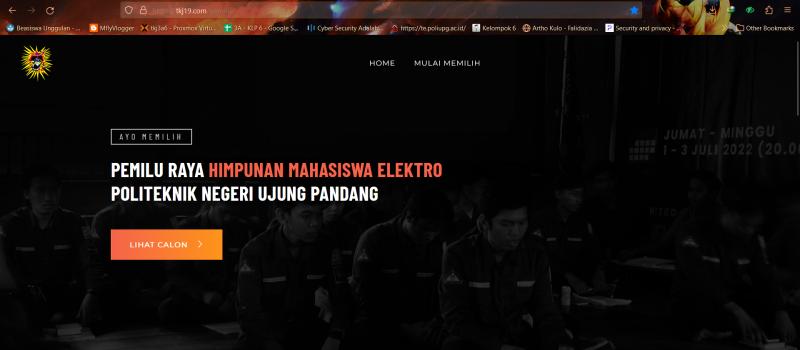 tkj19.com
Beasiswa Unggulan - ...
MflyVlogger
tkj3a6 - Proxmox Virtu...
3A - KLP 6 - Google S...
Cyber Security Adalah...
https://te.poliupg.ac.id/
Kelompok 6
Artho Kulo - Falidazia ...
Security and privacy - ...
Other Bookmarks
HOME
MULAI MEMILIH
AYO MEMILIH
PEMILU RAYA HIMPUNAN MAHASISWA ELEKTRO
POLITEKNIK NEGERI UJUNG PANDANG
LIHAT CALON
JUMAT - MINGGU
1 - 3 JULI 2022 (20.0